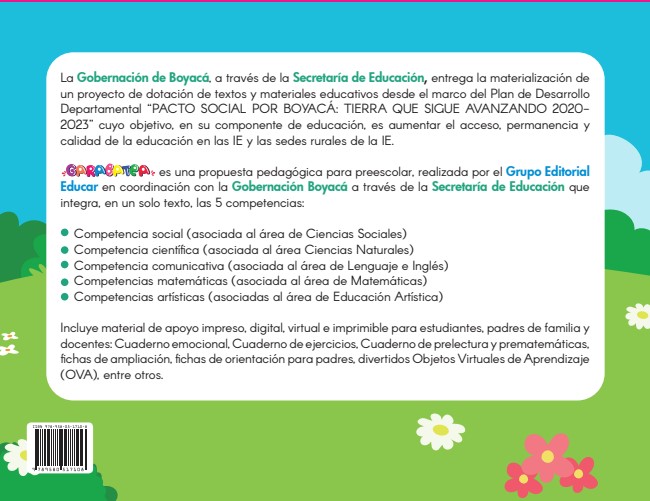 La Gobernación de Boyacá, a través de la Secretaría de Educación, entrega la materialización de
un proyecto de dotación de textos y materiales educativos desde el marco del Plan de Desarrollo
Departamental “PACTO SOCIAL POR BOYACÁ: TIERRA QUE SIGUE AVANZANDO 2020-
2023” cuyo objetivo, en su componente de educación, es aumentar el acceso, permanencia y
calidad de la educación en las IE y las sedes rurales de la IE.
es una propuesta pedagógica para preescolar, realizada por el Grupo Editorial
Educar en coordinación con la Gobernación Boyacá a través de la Secretaría de Educación que
integra, en un solo texto, las 5 competencias:
Competencia social (asociada al área de Ciencias Sociales)
Competencia científica (asociada al área Ciencias Naturales)
Competencia comunicativa (asociada al área de Lenguaje e Inglés)
Competencias matemáticas (asociada al área de Matemáticas)
Competencias artísticas (asociadas al área de Educación Artística)
Incluye material de apoyo impreso, digital, virtual e imprimible para estudiantes, padres de familia y
docentes: Cuaderno emocional, Cuaderno de ejercicios, Cuaderno de prelectura y prematemáticas,
fichas de ampliación, fichas de orientación para padres, divertidos Objetos Virtuales de Aprendizaje
(OVA), entre otros.